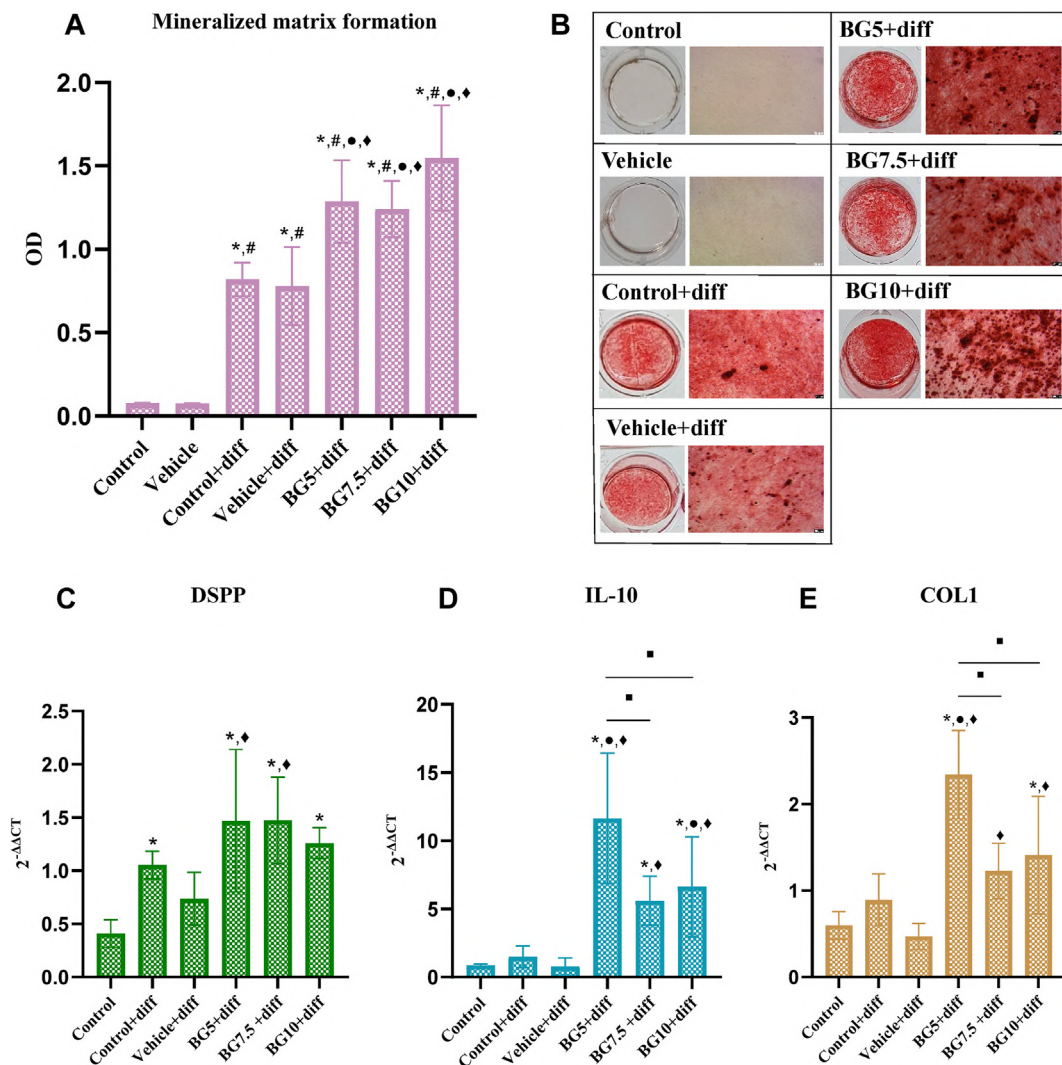 A
Mineralized matrix formation
OD
2.0
1.5
1.0
0.5
0.0
*,#
*,#
*,#,●,♦
*,#,●,♦
*,#,●,♦
Control
Vehicle
Control+diff
Vehicle+diff
BG5+diff
BG7.5+diff
BG10+diff
B
Control
BG5+diff
Vehicle
BG7.5+diff
Control+diff
BG10+diff
Vehicle+diff
C
DSPP
2-ΔΔCT
2.5
2.0
1.5
1.0
0.5
0.0
*
*,♦
*,♦
*
Control
Control+diff
Vehicle+diff
BG5+diff
BG7.5 +diff
BG10+diff
D
IL-10
2-ΔΔCT
20
15
10
5
0
■
■
*,●,♦
*,♦
*,●,♦
Control
Control+diff
Vehicle+diff
BG5+diff
BG7.5 +diff
BG10+diff
E
COL1
2-ΔΔCT
3
2
1
0
■
■
*,●,♦
♦
*,♦
Control
Control+diff
Vehicle+diff
BG5+diff
BG7.5 +diff
BG10+diff